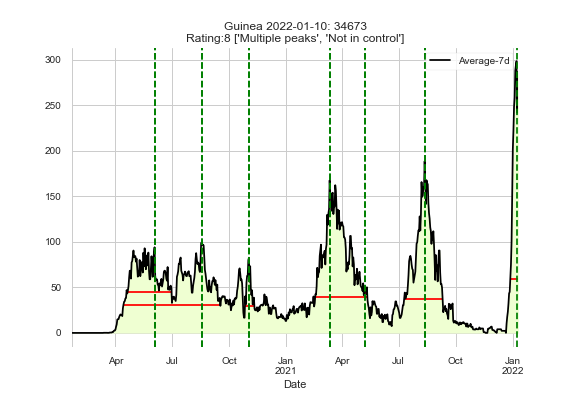 Guinea 2022-01-10: 34673
Rating:8 ['Multiple peaks', 'Not in control']
Average-7d
300
250
200
150
100
50
0
Apr Jul Oct Jan Apr Jul Oct Jan
2021 2022
Date